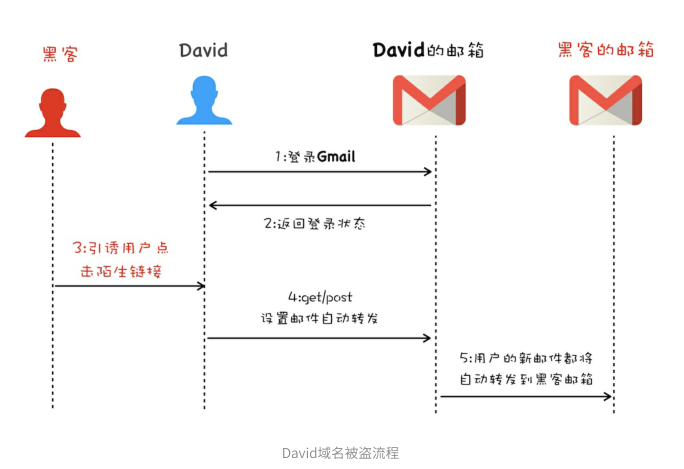 黑客
David
David的邮箱
黑客的邮箱
1:登录Gmail
2:返回登录状态
3:引诱用户点
击陌生链接
4:get/post
设置邮件自动转发
5:用户的新邮件都将
自动转发到黑客邮箱
David域名被盗流程